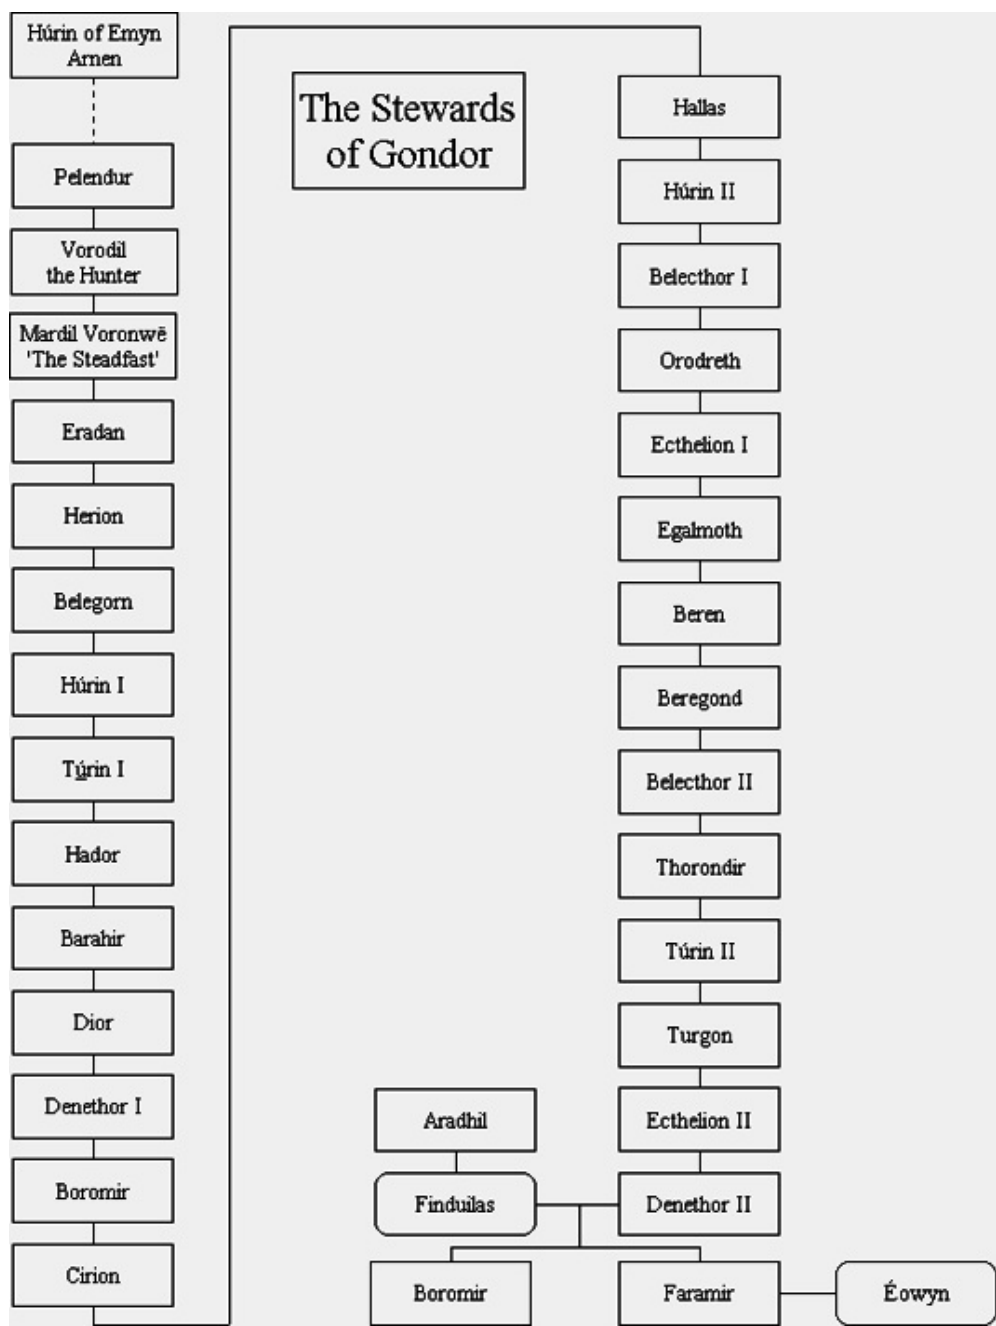 Húrin of Emyn
Arnen
Pelendur
Vorodil
the Hunter
Mardil Voronwë
'The Steadfast'
Eradan
Herion
Belegorn
Húrin I
Túrin I
Hador
Barahir
Dior
Denethor I
Boromir
Cirion
The Stewards
of Gondor
Hallas
Húrin II
Belecthor I
Orodreth
Ecthelion I
Egalmoth
Beren
Beregond
Belecthor II
Thorondir
Túrin II
Turgon
Ecthelion II
Aradhil
Finduilas
Denethor II
Boromir
Faramir
Éowyn